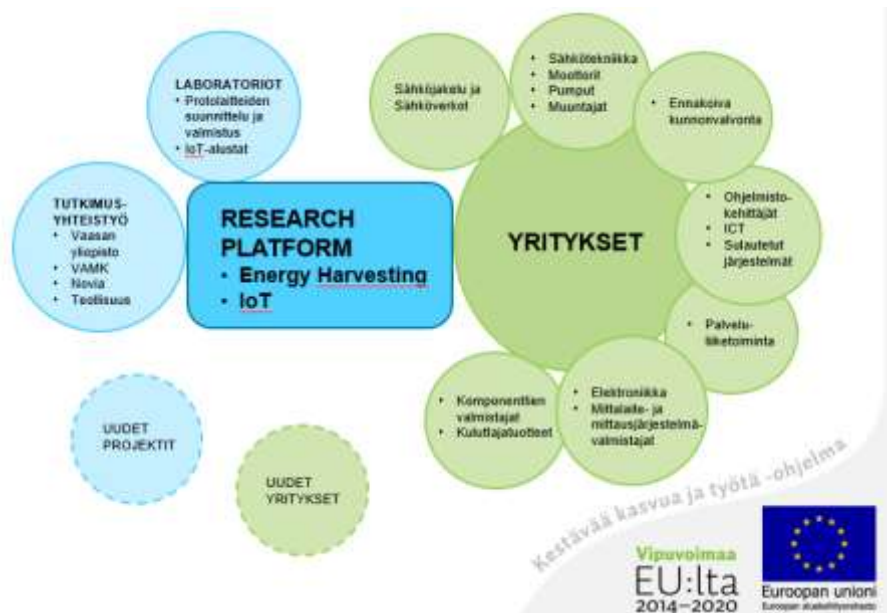 LABORATORIOT
• Protolaitteiden
suunnittelu ja
valmistus
• IoT-alustat
TUTKIMUS-
YHTEISTYÖ
• Vaasan
yliopisto
• VAMK
• Novia
• Teollisuus
RESEARCH
PLATFORM
• Energy Harvesting
• IoT
YRITYKSET
Sähköjakelu ja
Sähköverkot
• Sähkötekniikka
• Moottorit
• Pumput
• Muuntajat
• Ennakoiva
kunnonvalvonta
• Ohjelmisto-
kehittäjät
• ICT
• Sulautetut
järjestelmät
• Palvelu-
liiketoiminta
• Elektroniikka
• Mittalaite- ja
mittausjärjestelmä-
valmistajat
• Komponenttien
valmistajat
• Kuluttajatuotteet
UUDET
PROJEKTIT
UUDET
YRITYKSET
Kestävää kasvua ja työtä -ohjelma
Vipuvoimaa
EU:lta
2014–2020
Euroopan unioni
Euroopan aluekehitysrahasto